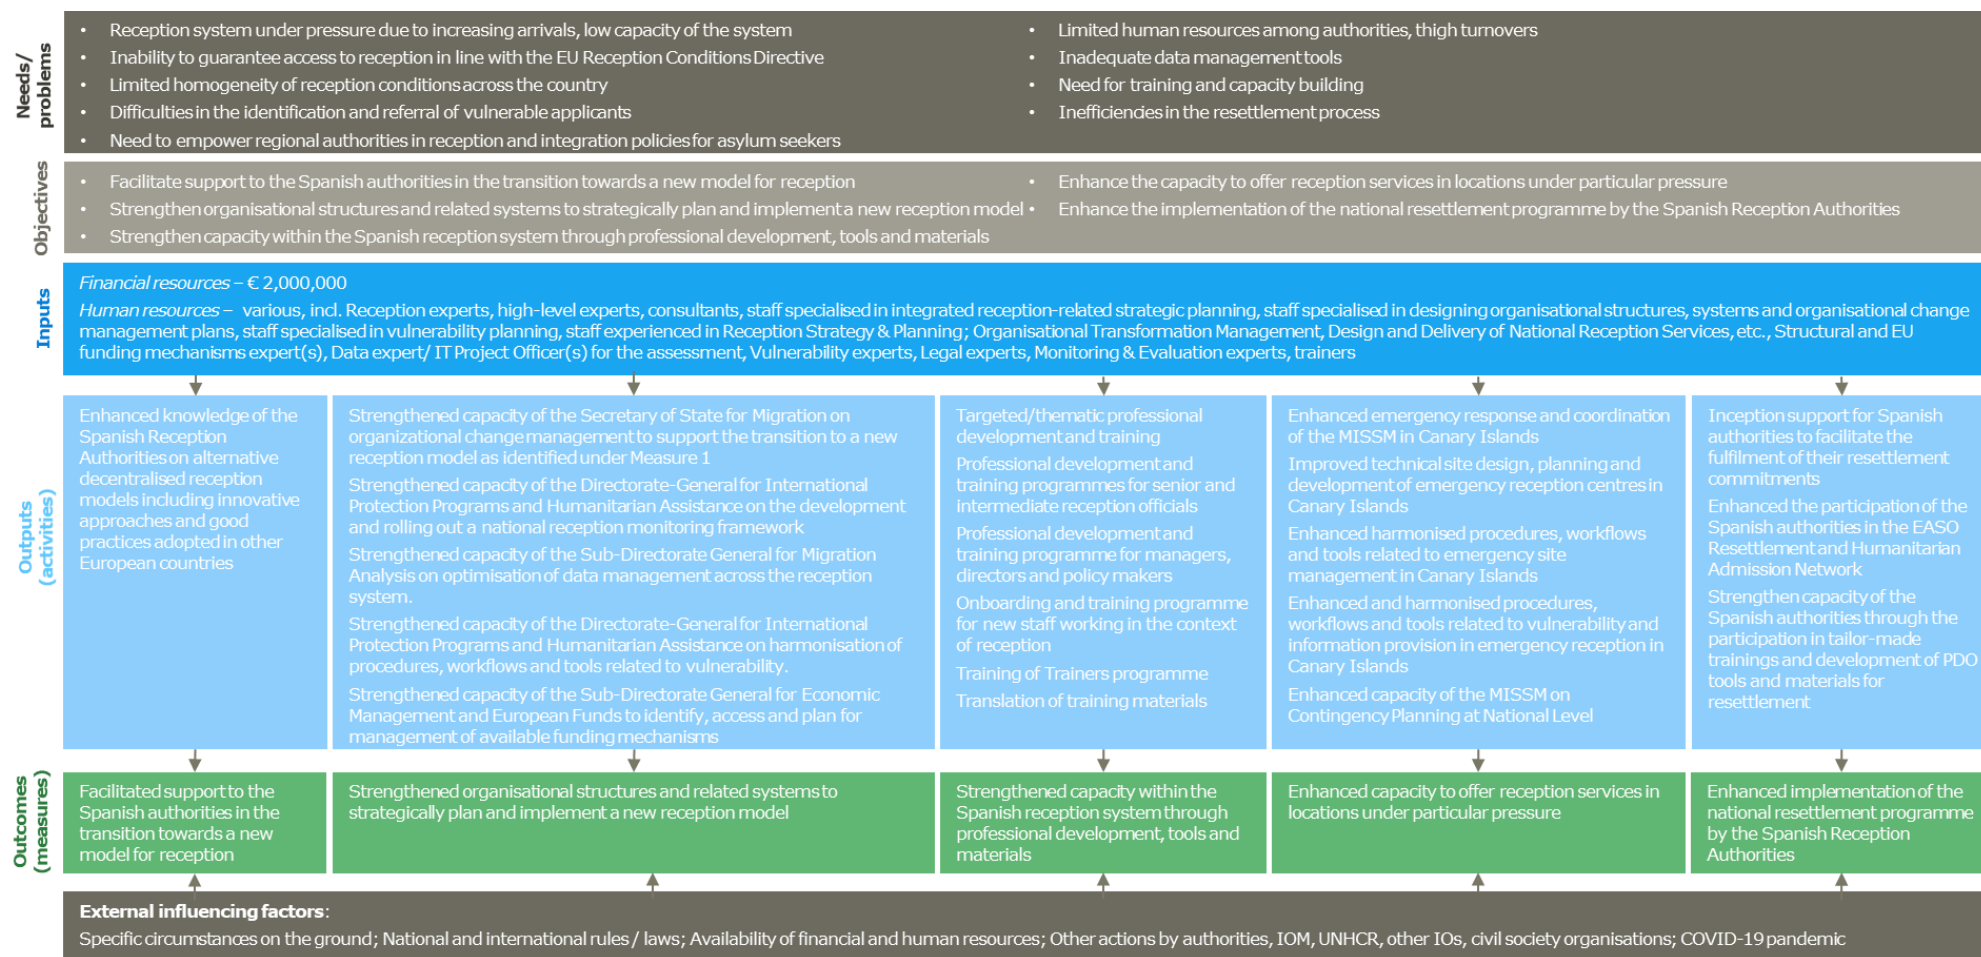 Needs/
problems
• Reception system under pressure due to increasing arrivals, low capacity of the system
• Inability to guarantee access to reception in line with the EU Reception Conditions Directive
• Limited homogeneity of reception conditions across the country
• Difficulties in the identification and referral of vulnerable applicants
• Need to empower regional authorities in reception and integration policies for asylum seekers
• Limited human resources among authorities, thigh turnovers
• Inadequate data management tools
• Need for training and capacity building
• Inefficiencies in the resettlement process
Objectives
• Facilitate support to the Spanish authorities in the transition towards a new model for reception
• Strengthen organisational structures and related systems to strategically plan and implement a new reception model
• Strengthen capacity within the Spanish reception system through professional development, tools and materials
• Enhance the capacity to offer reception services in locations under particular pressure
• Enhance the implementation of the national resettlement programme by the Spanish Reception Authorities
Inputs
Financial resources – € 2,000,000
Human resources – various, incl. Reception experts, high-level experts, consultants, staff specialised in integrated reception-related strategic planning, staff specialised in designing organisational structures, systems and organisational change
management plans, staff specialised in vulnerability planning, staff experienced in Reception Strategy & Planning; Organisational Transformation Management, Design and Delivery of National Reception Services, etc., Structural and EU
funding mechanisms expert(s), Data expert/ IT Project Officer(s) for the assessment, Vulnerability experts, Legal experts, Monitoring & Evaluation experts, trainers
Outputs
(activities)
Enhanced knowledge of the
Spanish Reception
Authorities on alternative
decentralised reception
models including innovative
approaches and good
practices adopted in other
European countries
Strengthened capacity of the Secretary of State for Migration on
organizational change management to support the transition to a new
reception model as identified under Measure 1
Strengthened capacity of the Directorate-General for International
Protection Programs and Humanitarian Assistance on the development
and rolling out a national reception monitoring framework
Strengthened capacity of the Sub-Directorate General for Migration
Analysis on optimisation of data management across the reception
system.
Strengthened capacity of the Directorate-General for International
Protection Programs and Humanitarian Assistance on harmonisation of
procedures, workflows and tools related to vulnerability.
Strengthened capacity of the Sub-Directorate General for Economic
Management and European Funds to identify, access and plan for
management of available funding mechanisms
Targeted/thematic professional
development and training
Professional development and
training programmes for senior and
intermediate reception officials
Professional development and
training programme for managers,
directors and policy makers
Onboarding and training programme
for new staff working in the context
of reception
Training of Trainers programme
Translation of training materials
Enhanced emergency response and coordination
of the MISSM in Canary Islands
Improved technical site design, planning and
development of emergency reception centres in
Canary Islands
Enhanced harmonised procedures, workflows
and tools related to emergency site
management in Canary Islands
Enhanced and harmonised procedures,
workflows and tools related to vulnerability and
information provision in emergency reception in
Canary Islands
Enhanced capacity of the MISSM on
Contingency Planning at National Level
Inception support for Spanish
authorities to facilitate the
fulfilment of their resettlement
commitments
Enhanced the participation of the
Spanish authorities in the EASO
Resettlement and Humanitarian
Admission Network
Strengthen capacity of the
Spanish authorities through the
participation in tailor-made
trainings and development of PDO
tools and materials for
resettlement
Outcomes
(measures)
Facilitated support to the
Spanish authorities in the
transition towards a new
model for reception
Strengthened organisational structures and related systems to
strategically plan and implement a new reception model
Strengthened capacity within the
Spanish reception system through
professional development, tools and
materials
Enhanced capacity to offer reception services in
locations under particular pressure
Enhanced implementation of the
national resettlement programme
by the Spanish Reception
Authorities
External influencing factors:
Specific circumstances on the ground; National and international rules / laws; Availability of financial and human resources; Other actions by authorities, IOM, UNHCR, other IOs, civil society organisations; COVID-19 pandemic